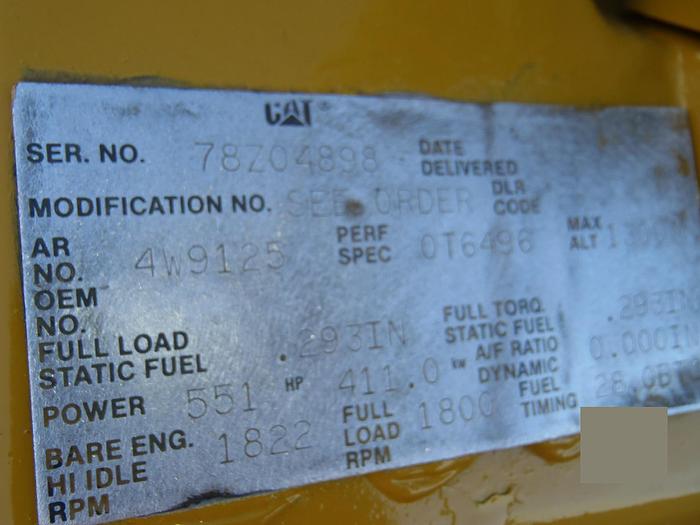 CAT
SER. NO. 78Z04898 DATE DELIVERED
MODIFICATION NO. SEE ORDER DLR CODE
AR NO. 4W9125 PERF SPEC 0T6496 MAX ALT
OEM NO.
FULL LOAD STATIC FUEL .293IN FULL TORQ. STATIC FUEL .293IN
A/F RATIO DYNAMIC 0.000IN
POWER 551 HP 411.0 kW FUEL TIMING
BARE ENG. HI IDLE RPM 1822 FULL LOAD RPM 1800